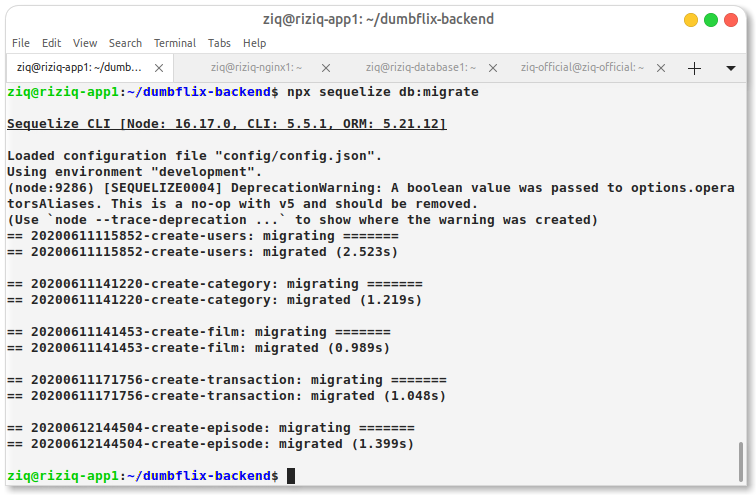 ziq@riziq-app1: ~/dumbflix-backend
File Edit View Search Terminal Tabs Help
ziq@riziq-app1: ~/dumb... ziq@riziq-nginx1: ~ ziq@riziq-database1: ~ ziq-official@ziq-official: ~
ziq@riziq-app1:~/dumbflix-backend$ npx sequelize db:migrate
Sequelize CLI [Node: 16.17.0, CLI: 5.5.1, ORM: 5.21.12]
Loaded configuration file "config/config.json".
Using environment "development".
(node:9286) [SEQUELIZE0004] DeprecationWarning: A boolean value was passed to options.opera
torsAliases. This is a no-op with v5 and should be removed.
(Use `node --trace-deprecation ...` to show where the warning was created)
== 20200611115852-create-users: migrating =======
== 20200611115852-create-users: migrated (2.523s)
== 20200611141220-create-category: migrating =======
== 20200611141220-create-category: migrated (1.219s)
== 20200611141453-create-film: migrating =======
== 20200611141453-create-film: migrated (0.989s)
== 20200611171756-create-transaction: migrating =======
== 20200611171756-create-transaction: migrated (1.048s)
== 20200612144504-create-episode: migrating =======
== 20200612144504-create-episode: migrated (1.399s)
ziq@riziq-app1:~/dumbflix-backend$